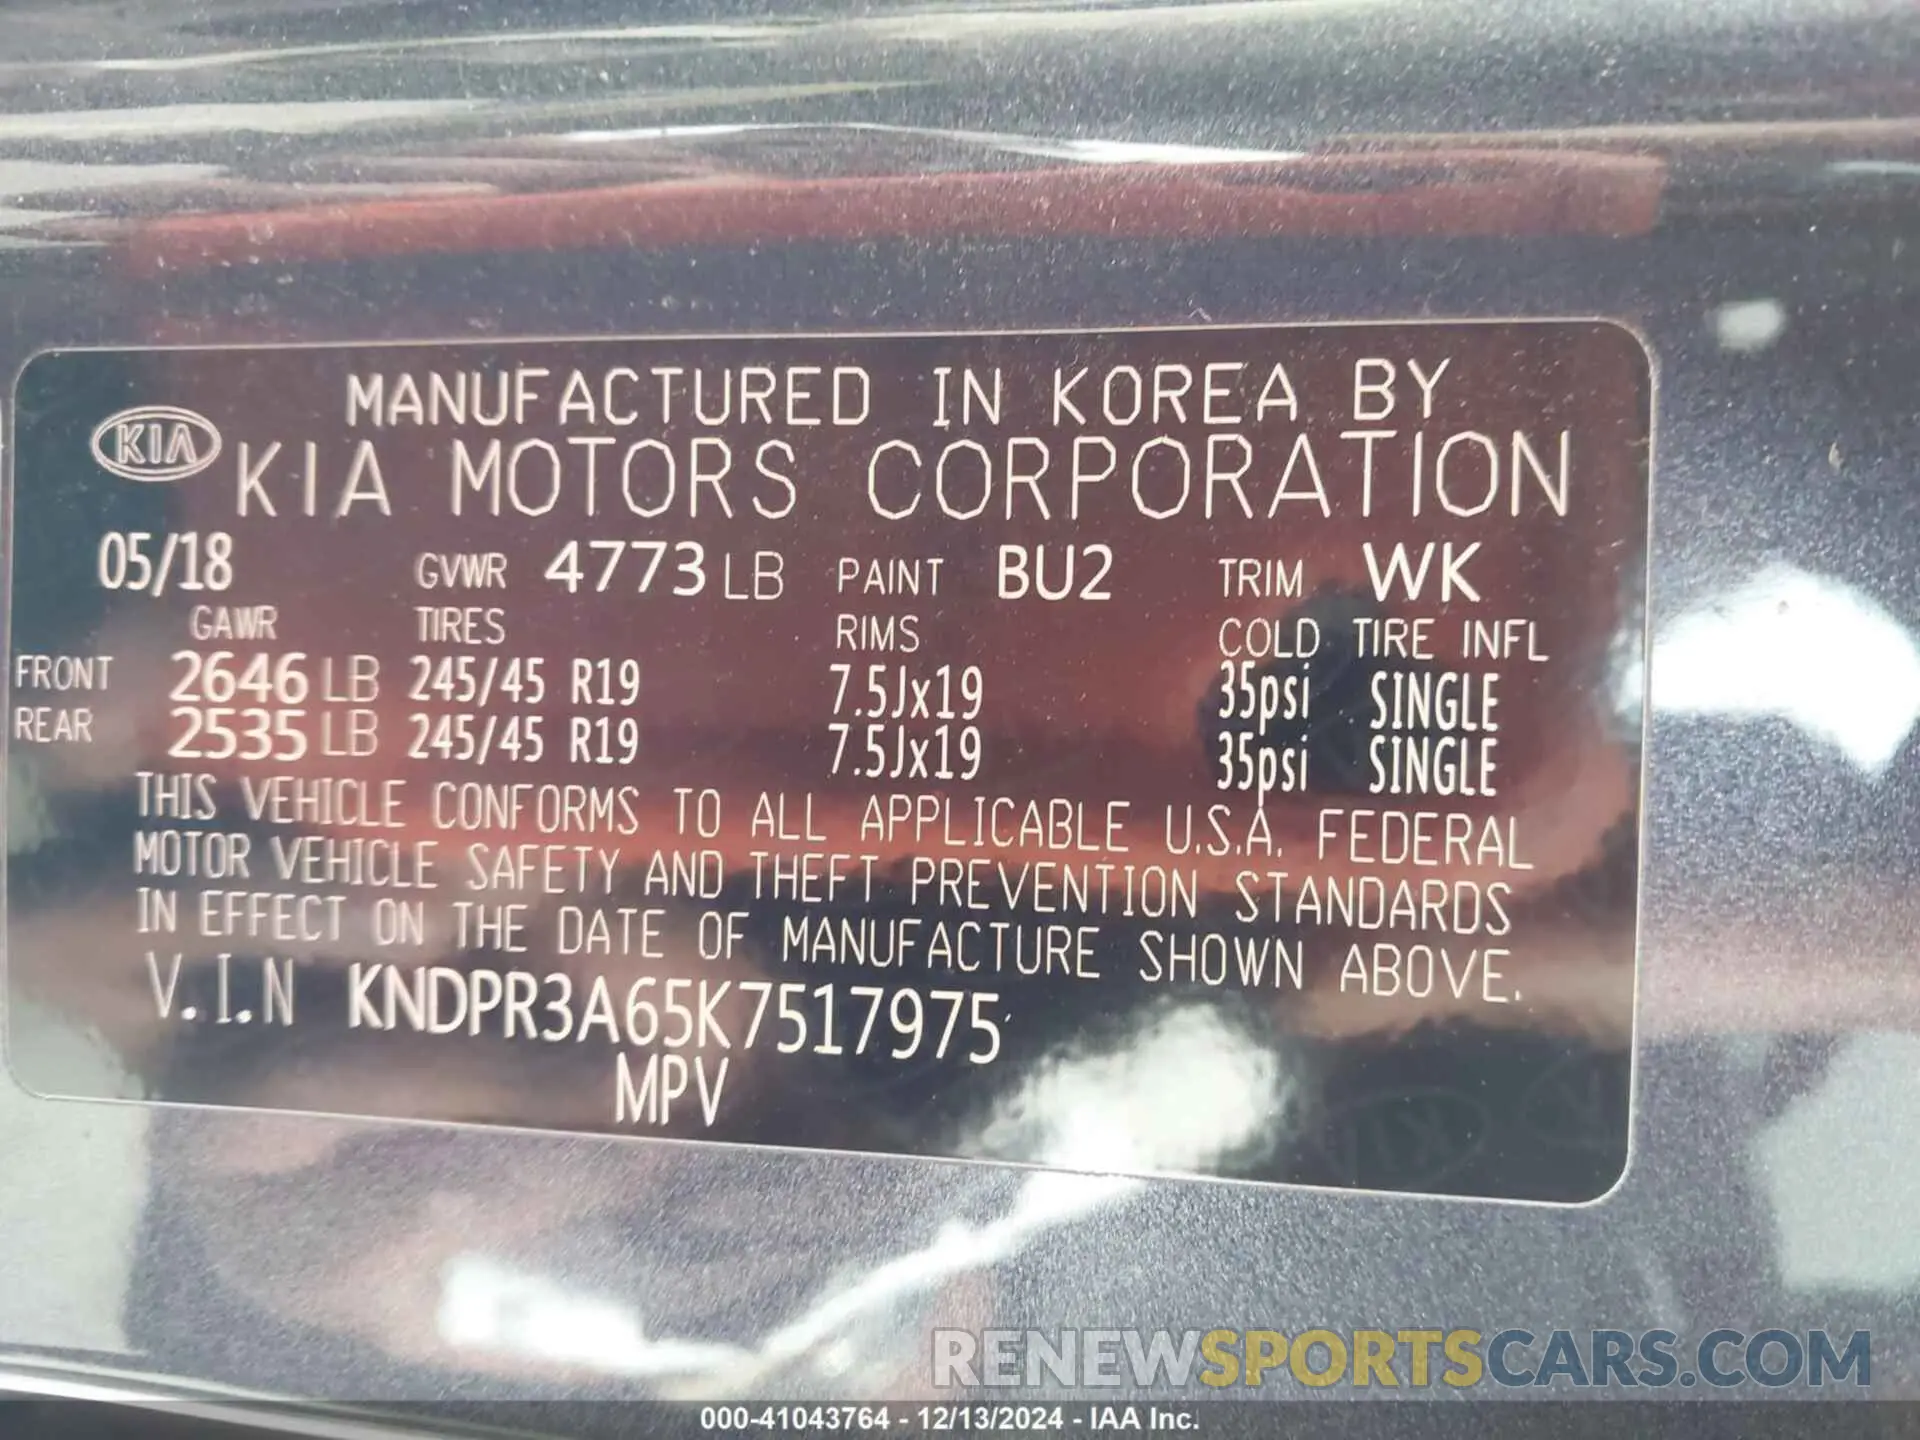 MANUFACTURED IN KOREA BY
KIA KIA MOTORS CORPORATION
05/18 GVWR 4773 LB PAINT BU2 TRIM WK
GAWR TIRES RIMS COLD TIRE INFL
FRONT 2646 LB 245/45 R19 7.5Jx19 35psi SINGLE
REAR 2535 LB 245/45 R19 7.5Jx19 35psi SINGLE
THIS VEHICLE CONFORMS TO ALL APPLICABLE U.S.A. FEDERAL
MOTOR VEHICLE SAFETY AND THEFT PREVENTION STANDARDS
IN EFFECT ON THE DATE OF MANUFACTURE SHOWN ABOVE.
V.I.N KNDPR3A65K7517975
MPV
RENEWSPORTSCARS.COM
000-41043764 - 12/13/2024 - IAA Inc.